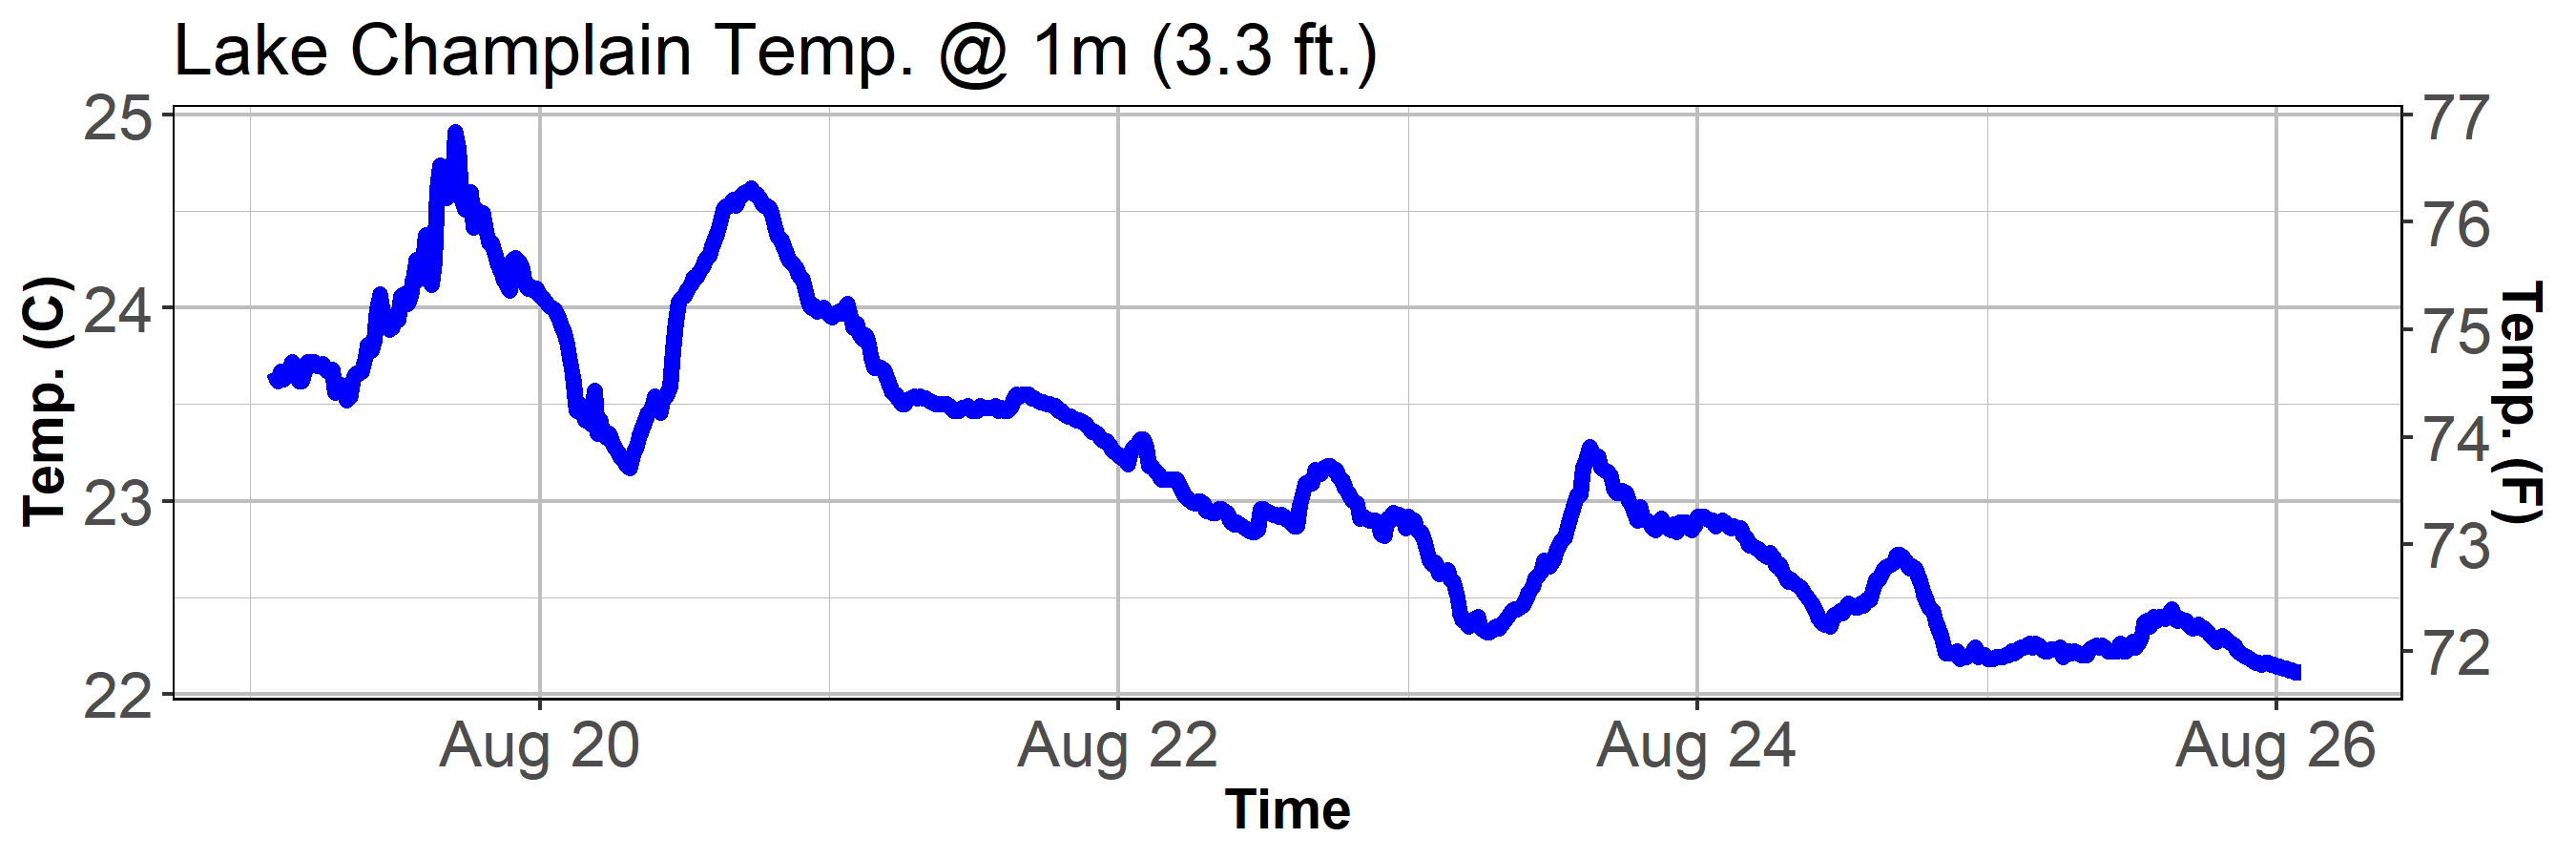 Lake Champlain Temp. @ 1m (3.3 ft.)
25
24
23
22
Temp. (C)
77
76
75
74
73
72
Temp. (F)
Aug 20
Aug 22
Aug 24
Aug 26
Time